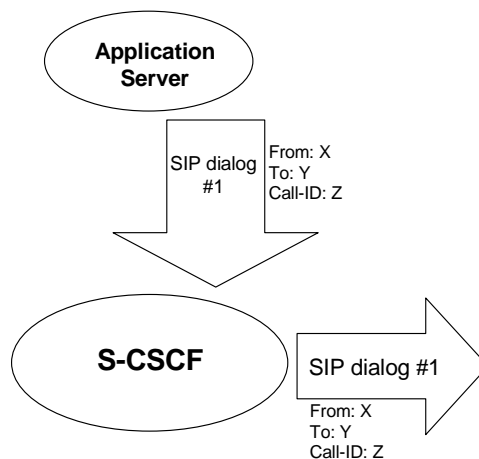 Application
Server
SIP dialog
#1
From: X
To: Y
Call-ID: Z
S-CSCF
SIP dialog #1
From: X
To: Y
Call-ID: Z